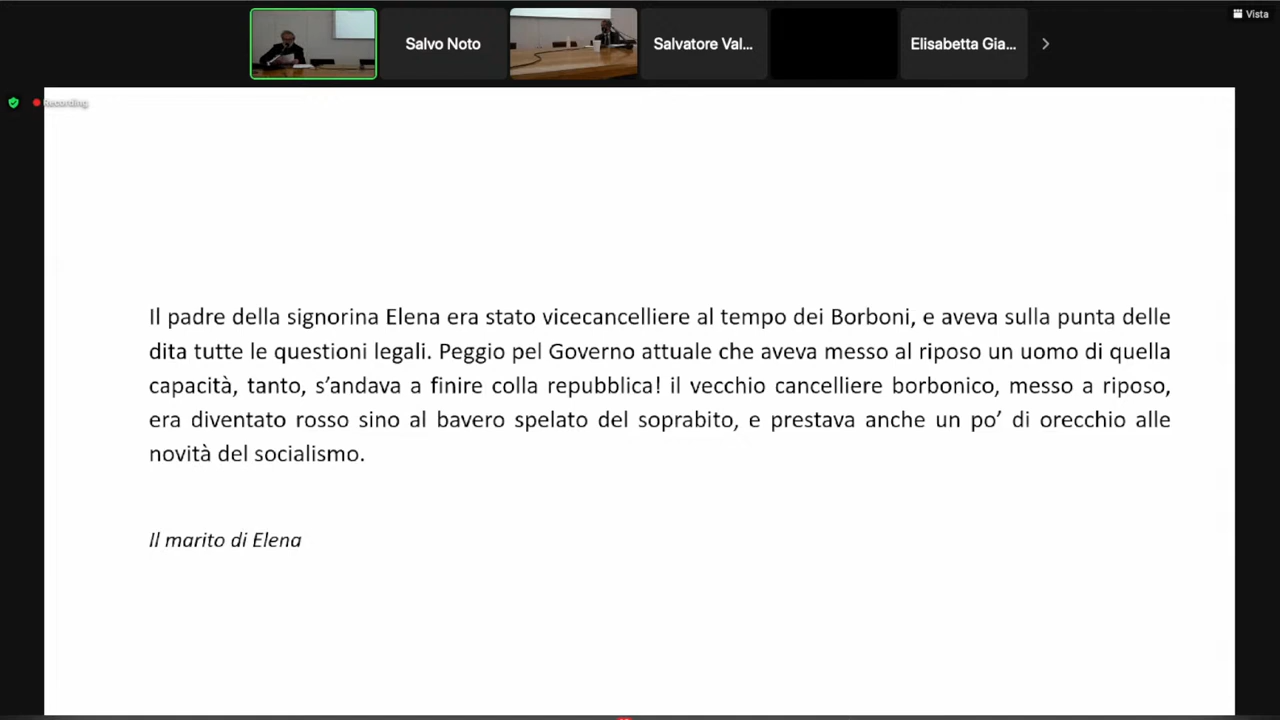 Vista
Salvo Noto
Salvatore Val...
Elisabetta Gia...
Recording
Il padre della signorina Elena era stato vicecancelliere al tempo dei Borboni, e aveva sulla punta delle
dita tutte le questioni legali. Peggio pel Governo attuale che aveva messo al riposo un uomo di quella
capacità, tanto, s’andava a finire colla repubblica! il vecchio cancelliere borbonico, messo a riposo,
era diventato rosso sino al bavero spelato del soprabito, e prestava anche un po’ di orecchio alle
novità del socialismo.
Il marito di Elena